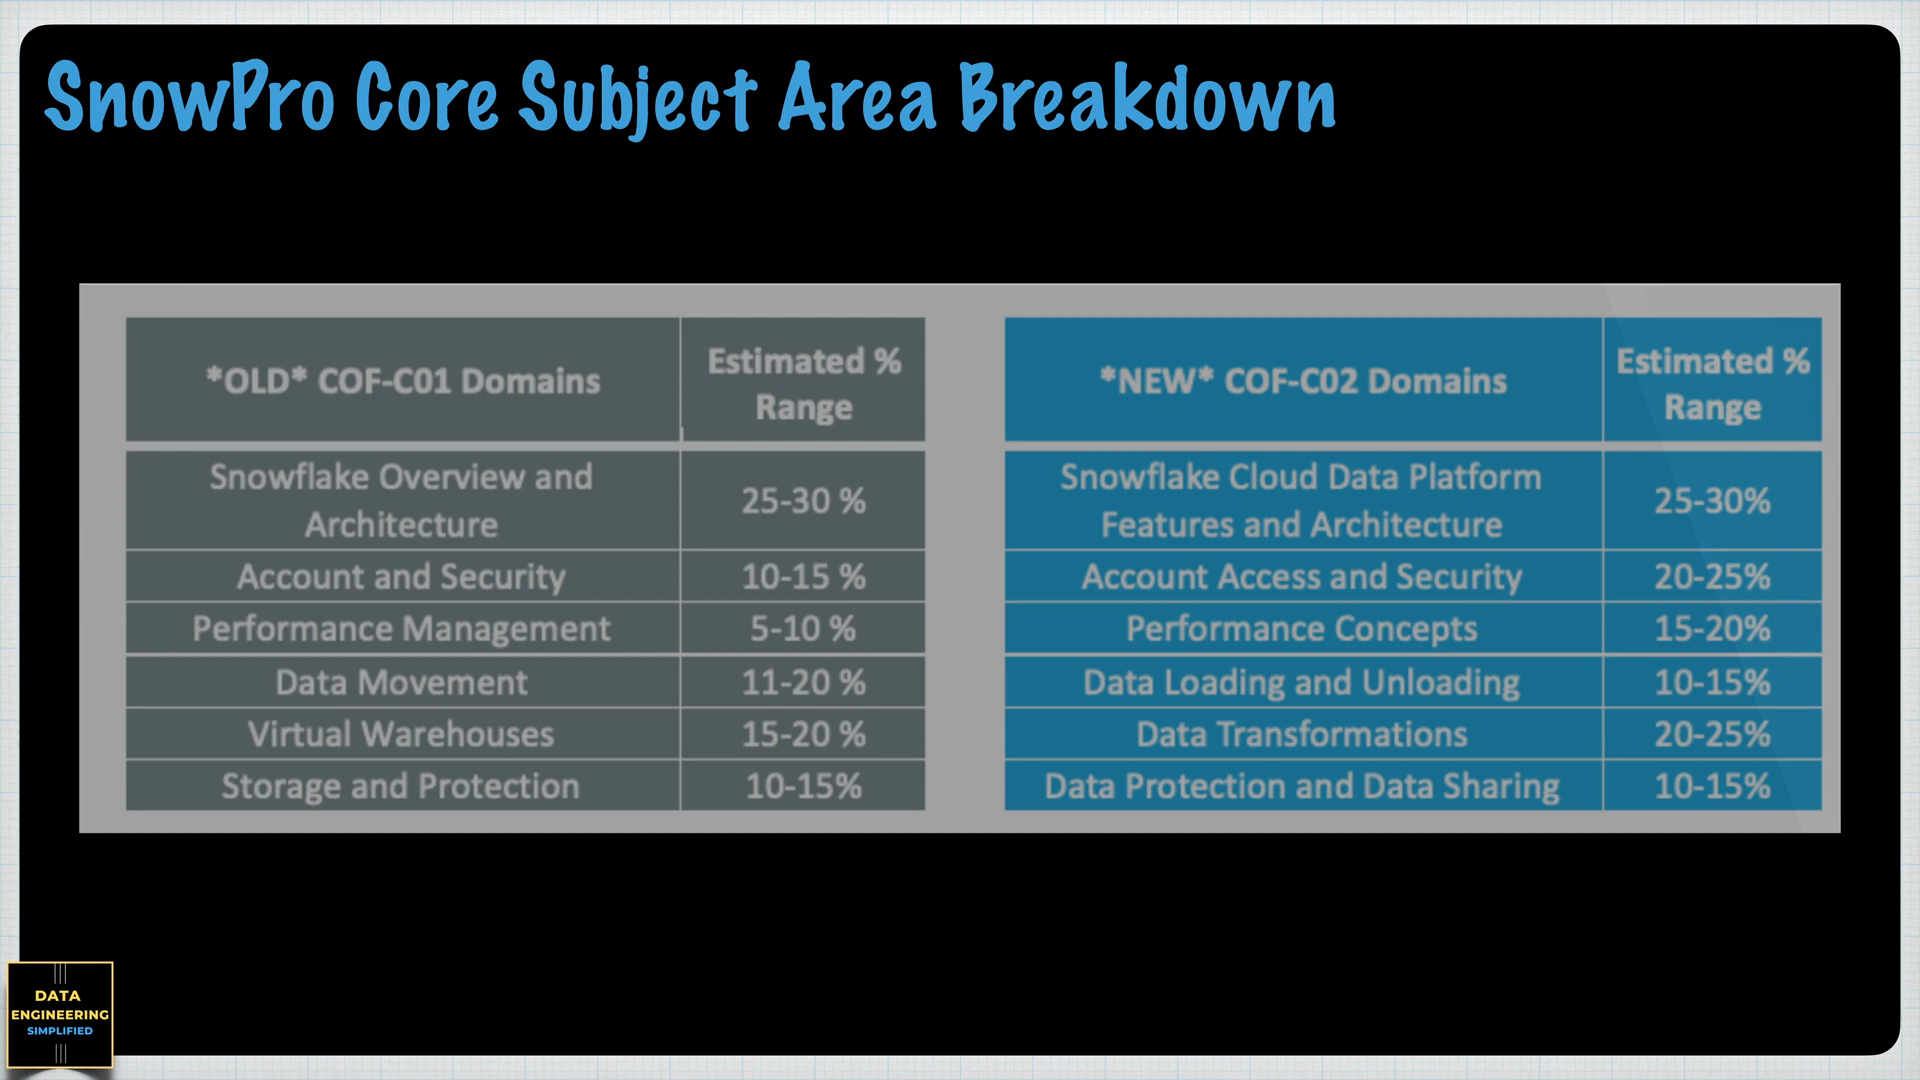 SnowPro Core Subject Area Breakdown
*OLD* COF-C01 Domains
Estimated %
Range
Snowflake Overview and
Architecture
25-30 %
Account and Security
10-15 %
Performance Management
5-10 %
Data Movement
11-20 %
Virtual Warehouses
15-20 %
Storage and Protection
10-15%
*NEW* COF-C02 Domains
Estimated %
Range
Snowflake Cloud Data Platform
Features and Architecture
25-30%
Account Access and Security
20-25%
Performance Concepts
15-20%
Data Loading and Unloading
10-15%
Data Transformations
20-25%
Data Protection and Data Sharing
10-15%
DATA
ENGINEERING
SIMPLIFIED